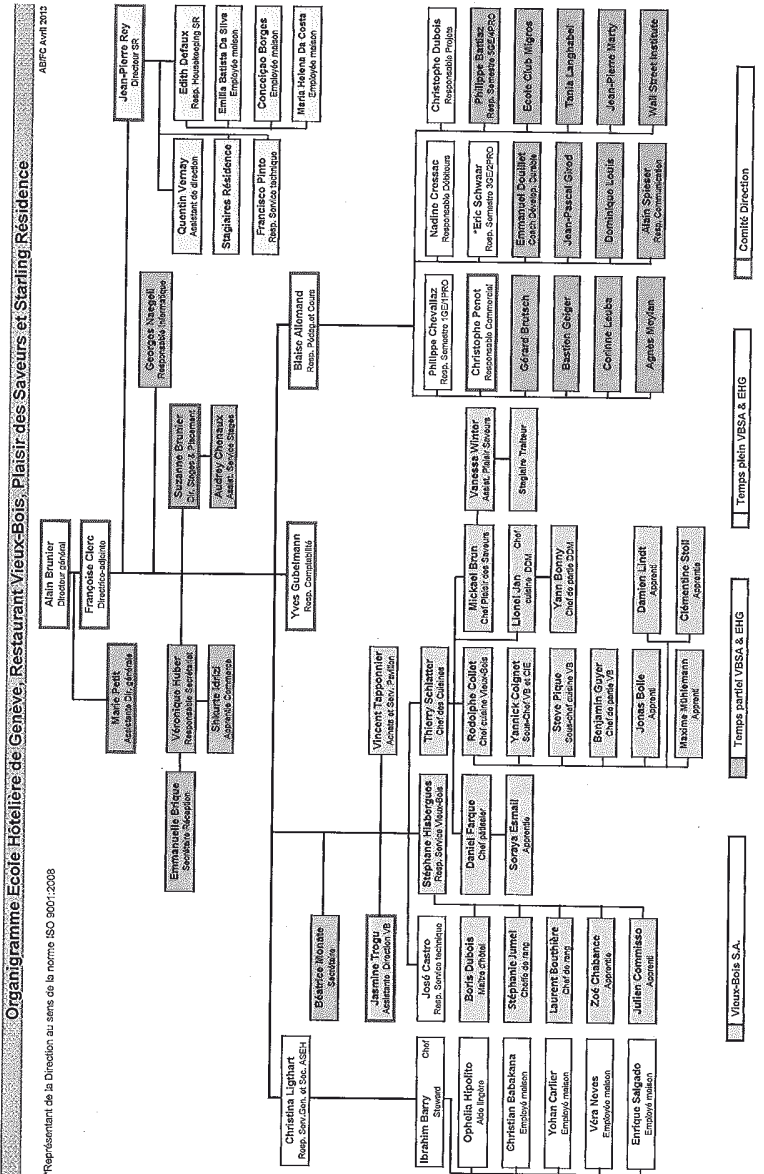 Organigramme Ecole Hôtelière de Genève, Restaurant Vieux-Bois, Plaisir des Saveurs et Starling Résidence
*Représentant de la Direction au sens de la norme ISO 9001:2008
AB/FC Avril 2013
Alain Brunier
Directeur général
Françoise Clerc
Directrice-adjointe
Marie Petit
Assistante Dir. générale
Jean-Pierre Rey
Directeur SR
Quentin Vernay
Assistant de direction
Stagiaires Résidence
Francisco Pinto
Resp. Service technique
Edith Defaux
Resp. Housekeeping SR
Emilia Batista Da Silva
Employée maison
Conceiçao Borges
Employée maison
Maria Helena Da Costa
Employée maison
Georges Naegeli
Responsable Informatique
Emmanuelle Brique
Secrétaire Réception
Véronique Huber
Responsable Secrétariat
Shkurta Idrizi
Apprentie Commerce
Suzanne Brunier
Dir. Stages & Placement
Audrey Chenaux
Assist. Service Stages
Christina Ligthart
Resp. Serv.Gén. et Sec. ASEH
Yves Gubelmann
Resp. Comptabilité
Blaise Allemand
Resp. Pédag.et Cours
Béatrice Monate
Secrétaire
Jasmine Trogu
Assistante Direction VB
Vincent Tapponnier
Achats et Serv. Pavillon
Ibrahim Barry Chef
Steward
Ophelia Hipolito
Aide lingère
Christian Babakana
Employé maison
Yohan Carlier
Employé maison
Véra Neves
Employée maison
Enrique Salgado
Employé maison
José Castro
Resp. Service technique
Boris Dubois
Maître d'hôtel
Stéphanie Jumel
Cheffe de rang
Laurent Bouthière
Chef de rang
Zoé Chabance
Apprentie
Julien Commisso
Apprenti
Stéphane Hisbergues
Resp. Service Vieux-Bois
Daniel Farque
Chef pâtissier
Soraya Esmail
Apprentie
Thierry Schlatter
Chef des Cuisines
Rodolphe Collet
Chef cuisine Vieux-Bois
Yannick Coignet
Sous-Chef VB et CIE
Steve Pique
Sous-chef cuisine VB
Benjamin Guyer
Chef de partie VB
Jonas Bolle
Apprenti
Maxime Mühlemann
Apprenti
Mickael Brun
Chef Plaisir des Saveurs
Lionel Jan Chef
cuisine DDM
Yann Bonny
Chef de partie DDM
Damien Lindt
Apprenti
Clémentine Stoll
Apprentie
Vanessa Winter
Assist. Plaisir Saveurs
Stagiaire Traiteur
Philippe Chevallaz
Resp. Semestre 1GE/1PRO
Christophe Penot
Responsable Commercial
Gérard Brutsch
Bastien Geiger
Corinne Leuba
Agnès Meylan
Nadine Cressac
Responsable Débiteurs
*Eric Schwaar
Resp. Semestre 3GE/2PRO
Emmanuel Douillet
Coach Dévelop. Durable
Jean-Pascal Girod
Dominique Louis
Alain Spieser
Resp. Communication
Christophe Dubois
Responsable Projets
Philippe Battiaz
Resp. Semestre 5GE/4PRO
Ecole Club Migros
Tania Langhabel
Jean-Pierre Marty
Wall Street Institute
Vieux-Bois S.A.
Temps partiel VBSA & EHG
Temps plein VBSA & EHG
Comité Direction